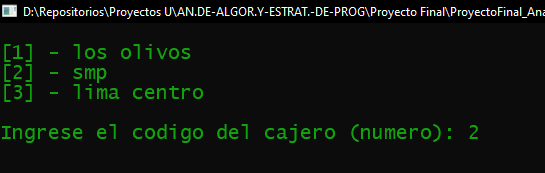 D:\Repositorios\Proyectos U\AN.DE-ALGOR.Y-ESTRAT.-DE-PROG\Proyecto Final\ProyectoFinal_Ana
[1] - los olivos
[2] - smp
[3] - lima centro
Ingrese el codigo del cajero (numero): 2